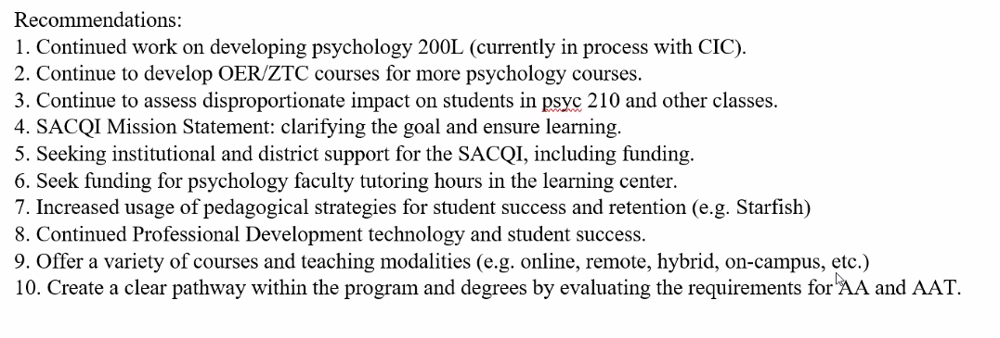 Recommendations:
1. Continued work on developing psychology 200L (currently in process with CIC).
2. Continue to develop OER/ZTC courses for more psychology courses.
3. Continue to assess disproportionate impact on students in psyc 210 and other classes.
4. SACQI Mission Statement: clarifying the goal and ensure learning.
5. Seeking institutional and district support for the SACQI, including funding.
6. Seek funding for psychology faculty tutoring hours in the learning center.
7. Increased usage of pedagogical strategies for student success and retention (e.g. Starfish)
8. Continued Professional Development technology and student success.
9. Offer a variety of courses and teaching modalities (e.g. online, remote, hybrid, on-campus, etc.)
10. Create a clear pathway within the program and degrees by evaluating the requirements for AA and AAT.